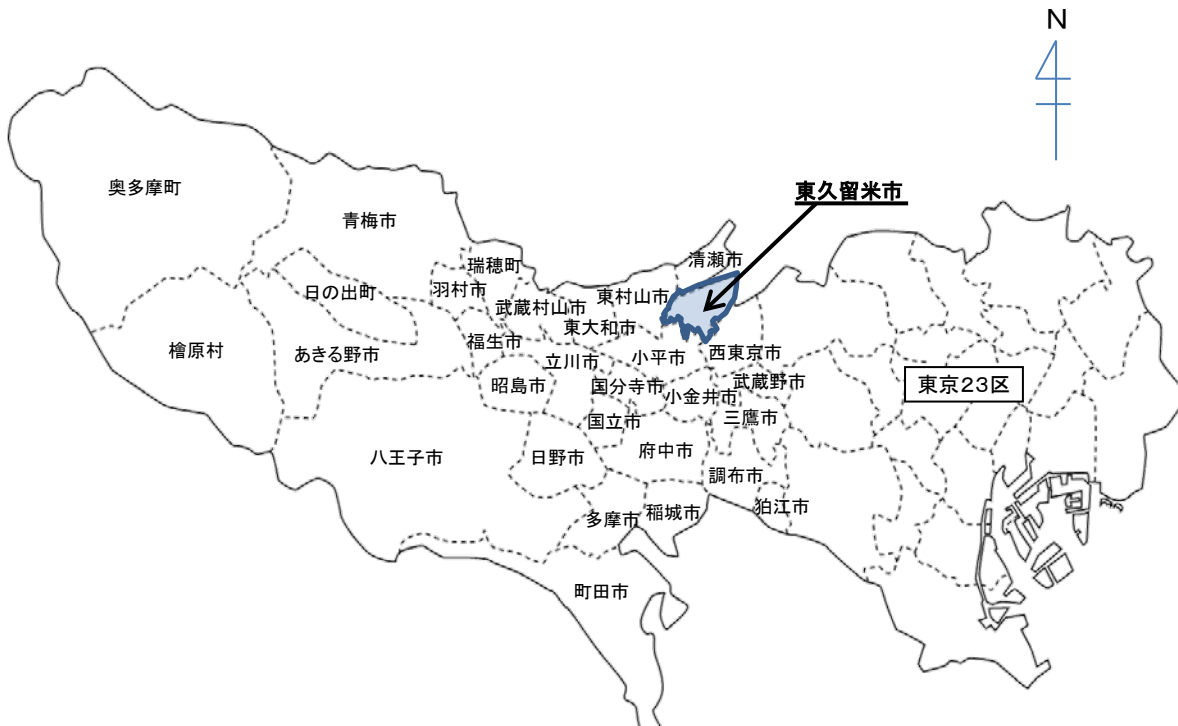 N
東久留米市
奥多摩町
青梅市
清瀬市
瑞穂町
羽村市
日の出町
東村山市
武蔵村山市
東大和市
福生市
檜原村
あきる野市
立川市
小平市
西東京市
昭島市
国分寺市
小金井市
武蔵野市
東京23区
国立市
三鷹市
八王子市
日野市
府中市
調布市
狛江市
多摩市
稲城市
町田市